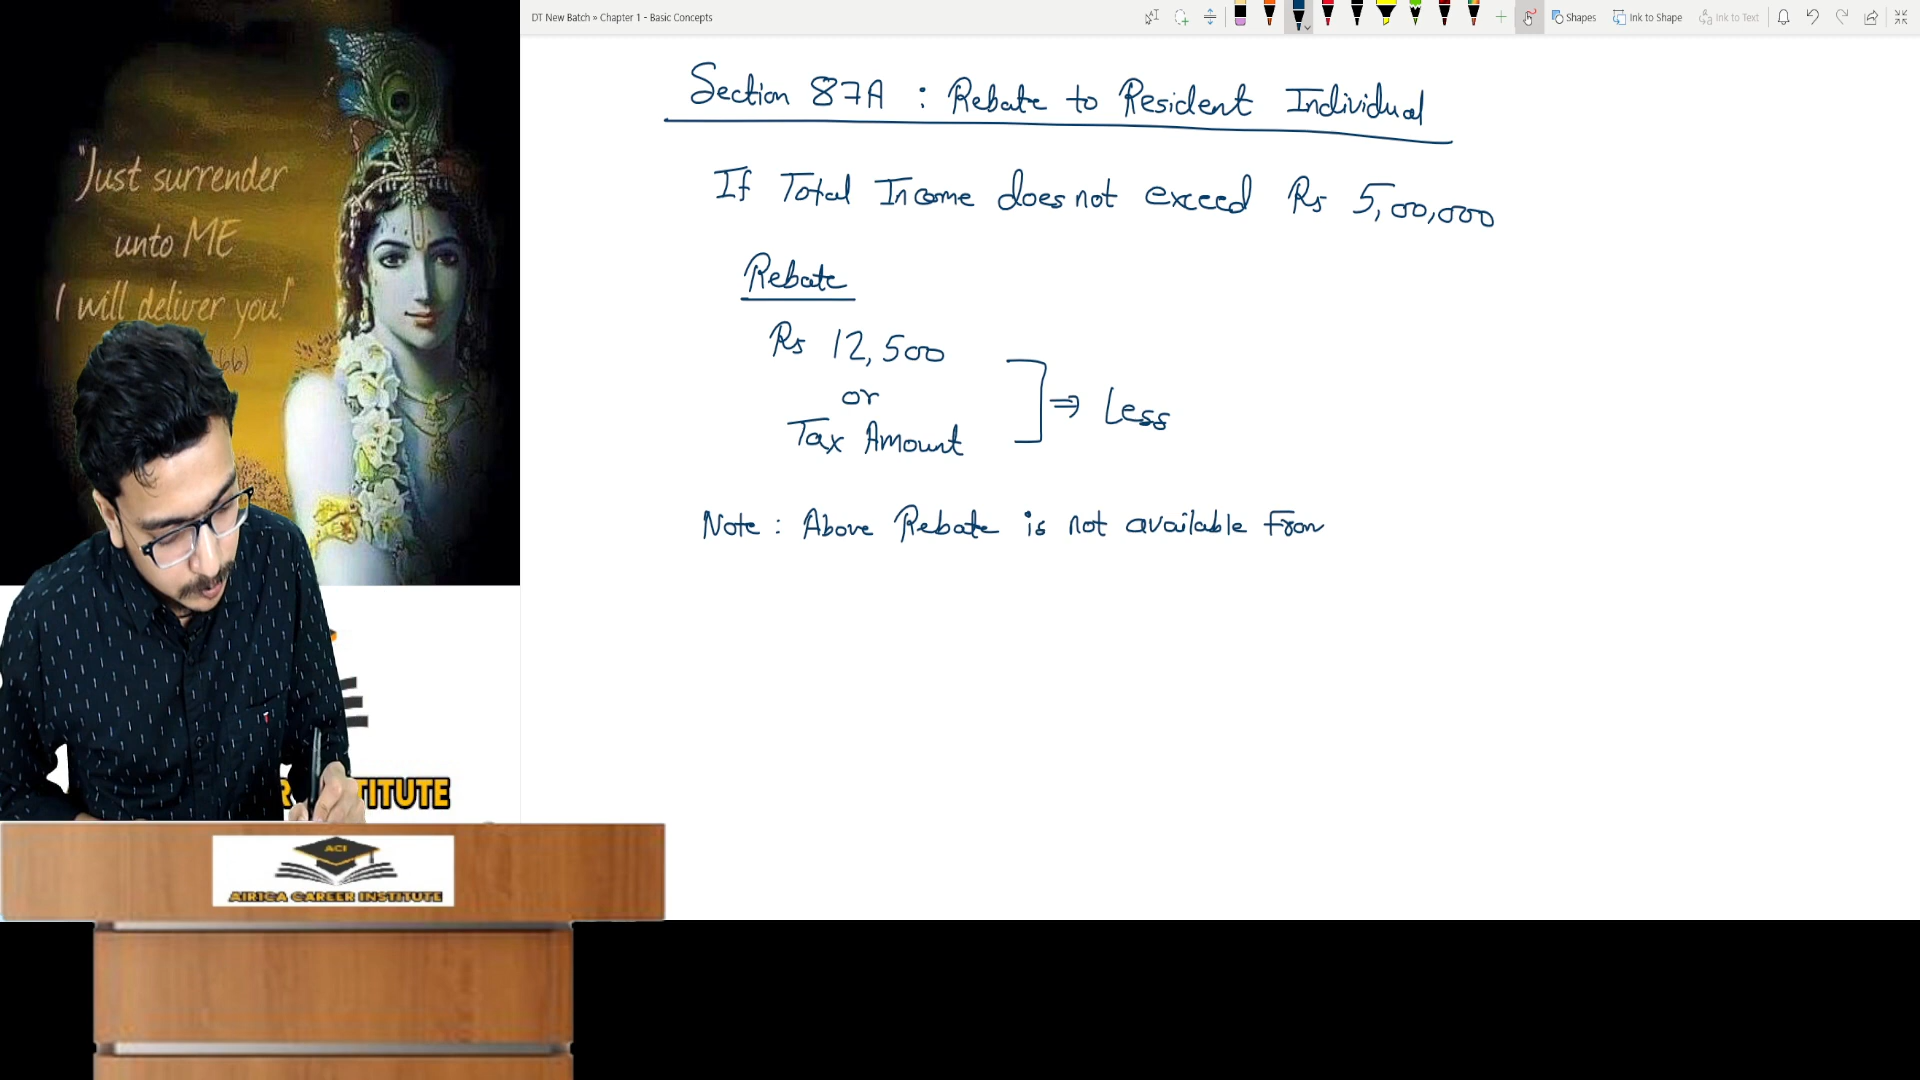 DT New Batch » Chapter 1 - Basic Concepts
Shapes
Ink to Shape
Ink to Text
"Just surrender
unto ME
I will deliver you!"
66)
Section 87A : Rebate to Resident Individual
If Total Income does not exceed Rs 5,00,000
Rebate
Rs 12,500
or
Tax Amount
⇒ Less
Note : Above Rebate is not available from
R
TITUTE
ACI
AIRICA CAREER INSTITUTE